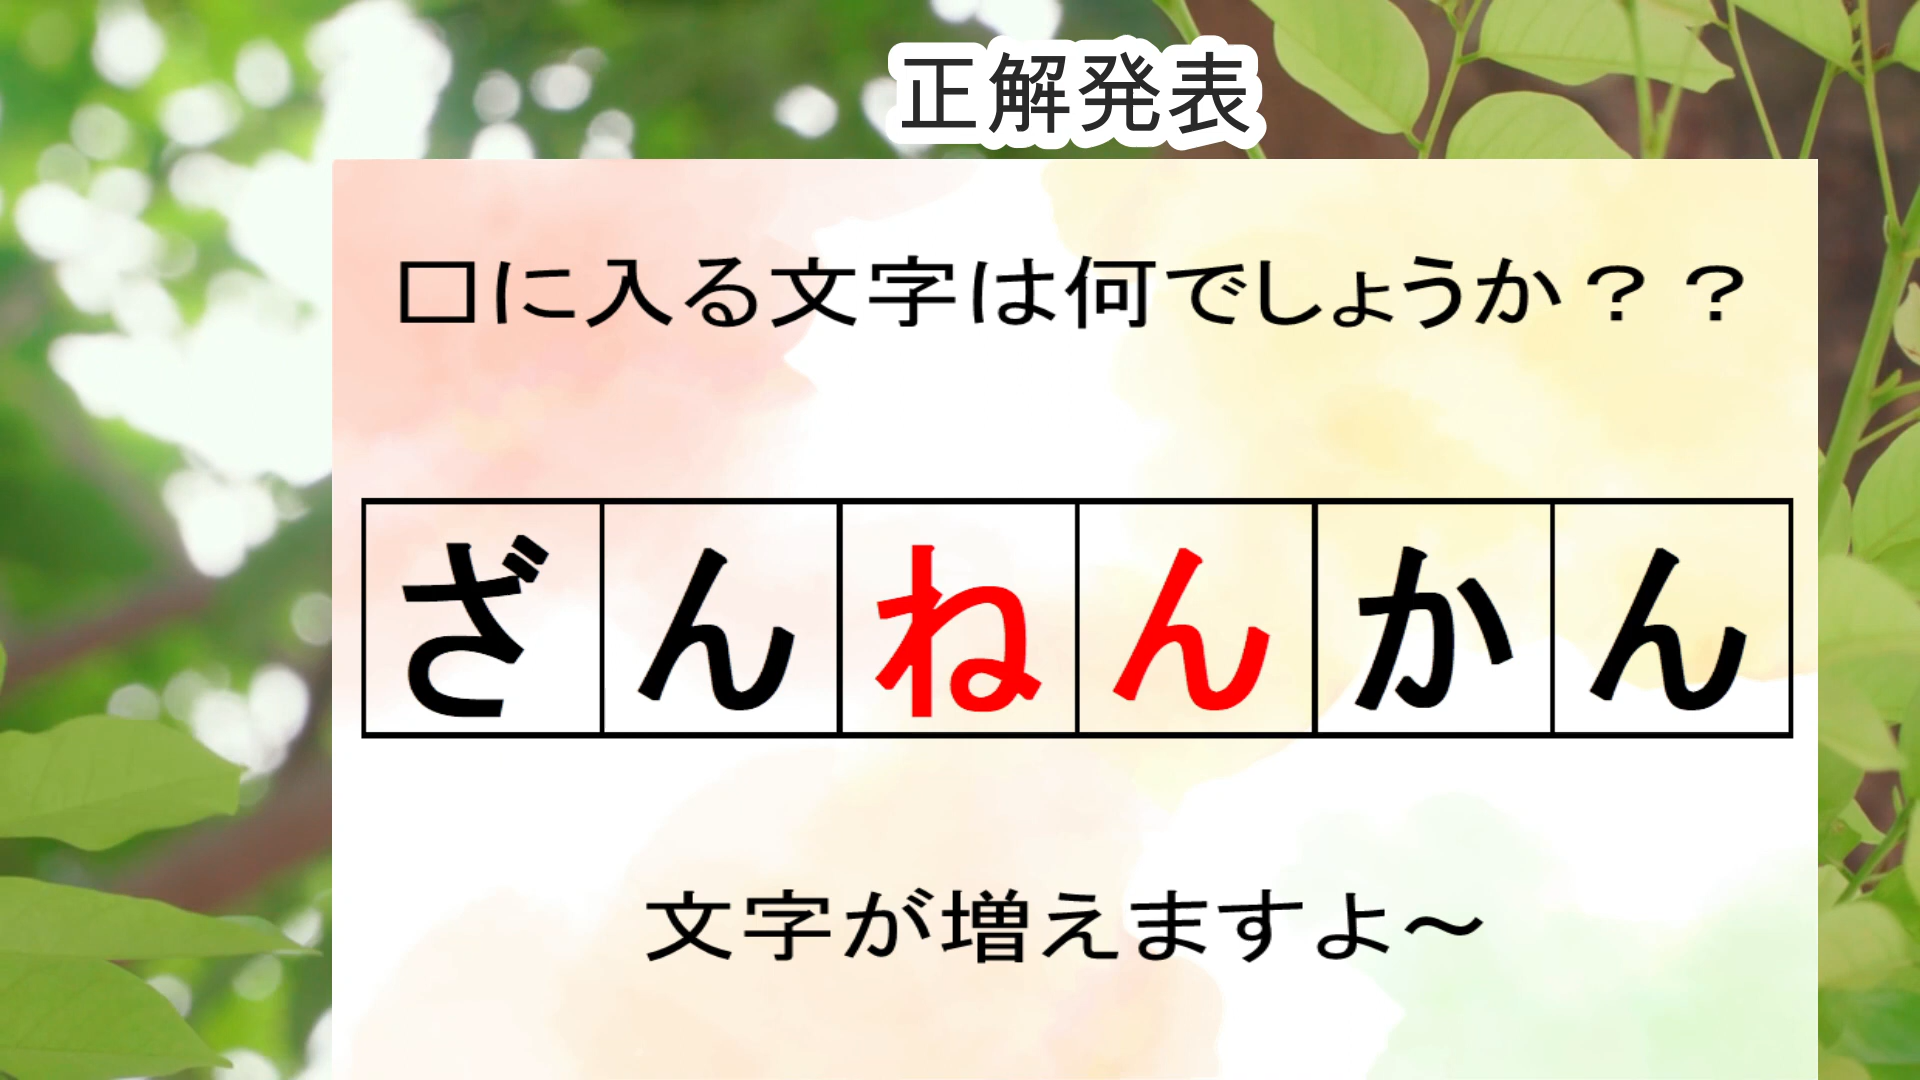 正解発表
□に入る文字は何でしょうか？？
ざんねんかん
文字が増えますよ～